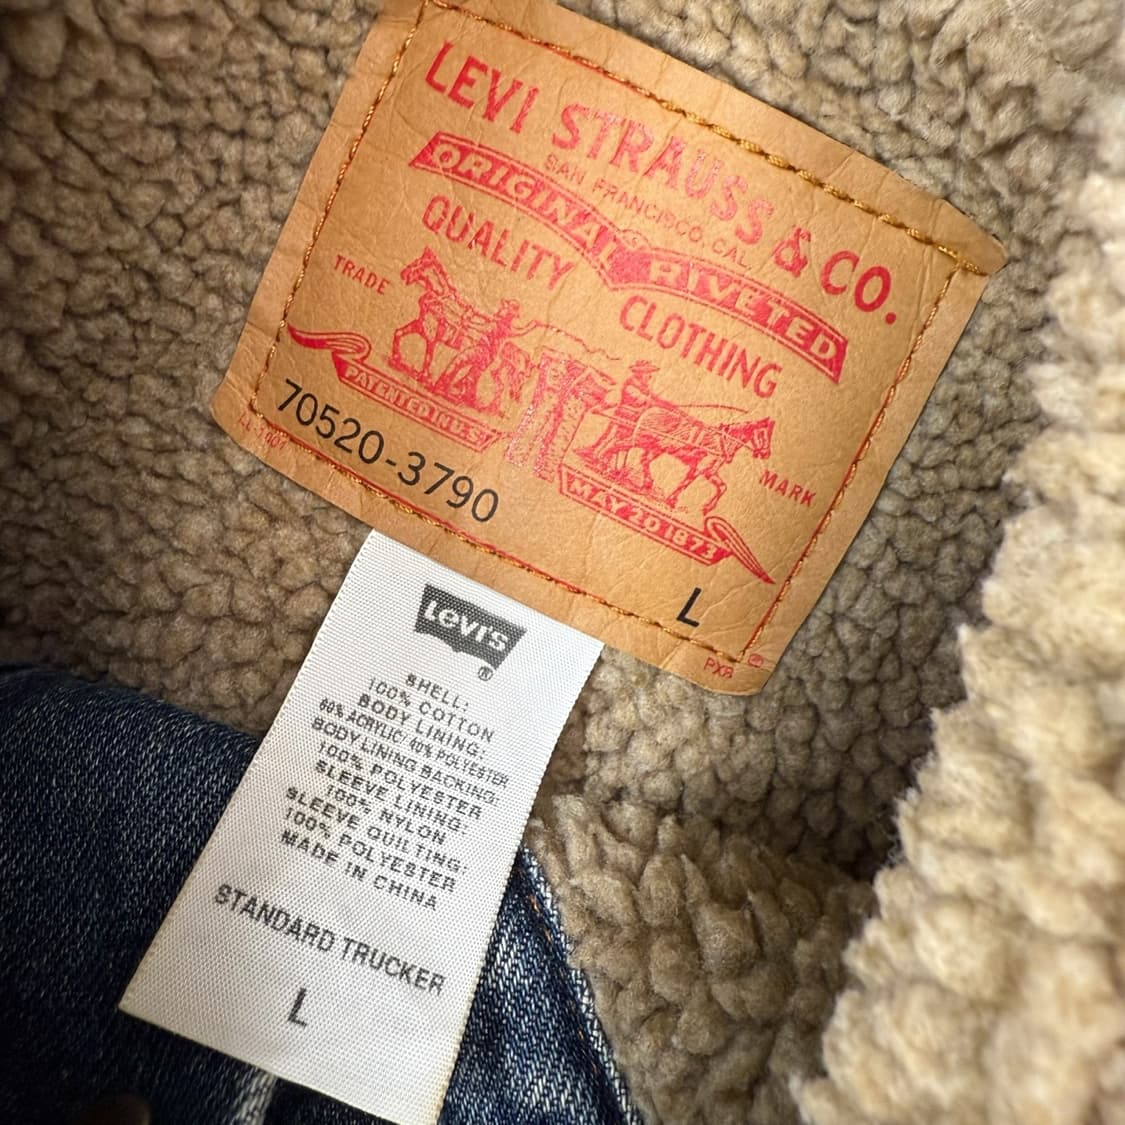 LEVI STRAUSS & CO.
SAN FRANCISCO, CAL.
ORIGINAL RIVETED
QUALITY CLOTHING
TRADE MARK
PATENTED IN U.S.
MAY 20 1873
70520-3790
L
PXR ®
Levi's
®
SHELL:
100% COTTON
BODY LINING:
60% ACRYLIC/ 40% POLYESTER
BODY LINING BACKING:
100% POLYESTER
SLEEVE LINING:
100% NYLON
SLEEVE QUILTING:
100% POLYESTER
MADE IN CHINA
STANDARD TRUCKER
L